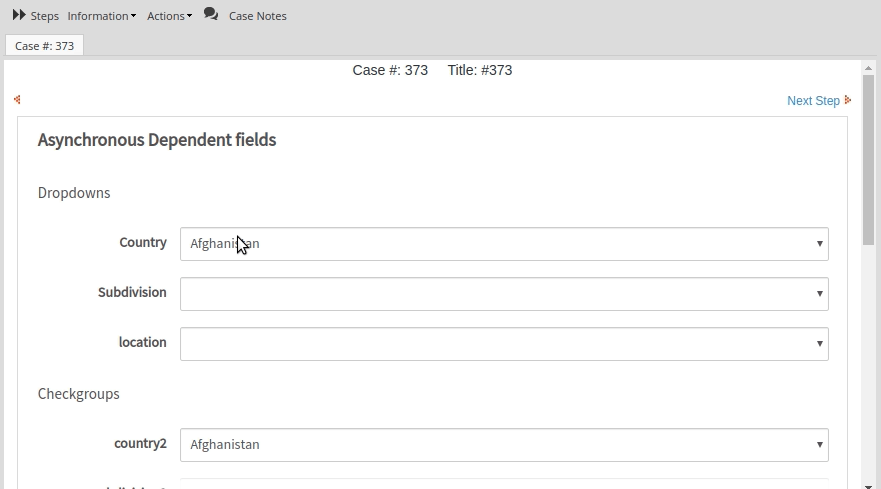 Steps Information Actions Case Notes
Case #: 373
Case #: 373 Title: #373
Next Step
Asynchronous Dependent fields
Dropdowns
Country Afghanistan
Subdivision
location
Checkgroups
country2 Afghanistan